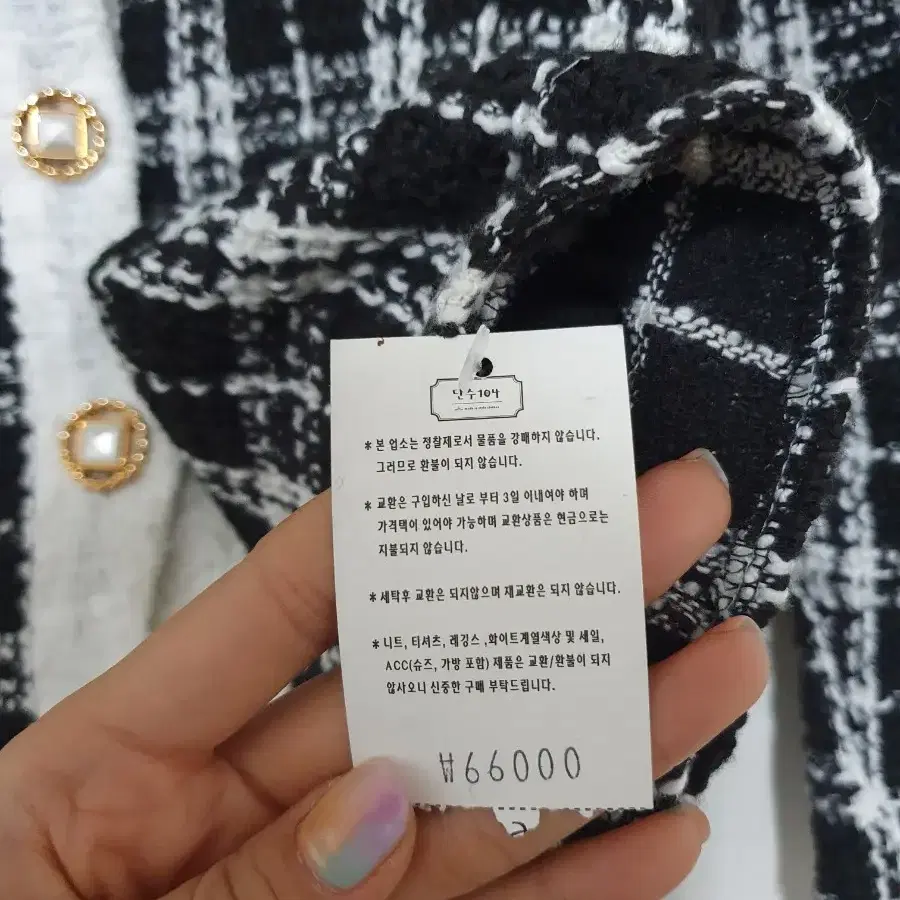 단수104
* 본 업소는 정찰제로서 물품을 강매하지 않습니다.
그러므로 환불이 되지 않습니다.
* 교환은 구입하신 날로 부터 3일 이내여야 하며
가격택이 있어야 가능하며 교환상품은 현금으로는
지불되지 않습니다.
* 세탁후 교환은 되지않으며 재교환은 되지 않습니다.
* 니트, 티셔츠, 레깅스 ,화이트계열색상 및 세일,
ACC(슈즈, 가방 포함) 제품은 교환/환불이 되지
않사오니 신중한 구매 부탁드립니다.
₩66000